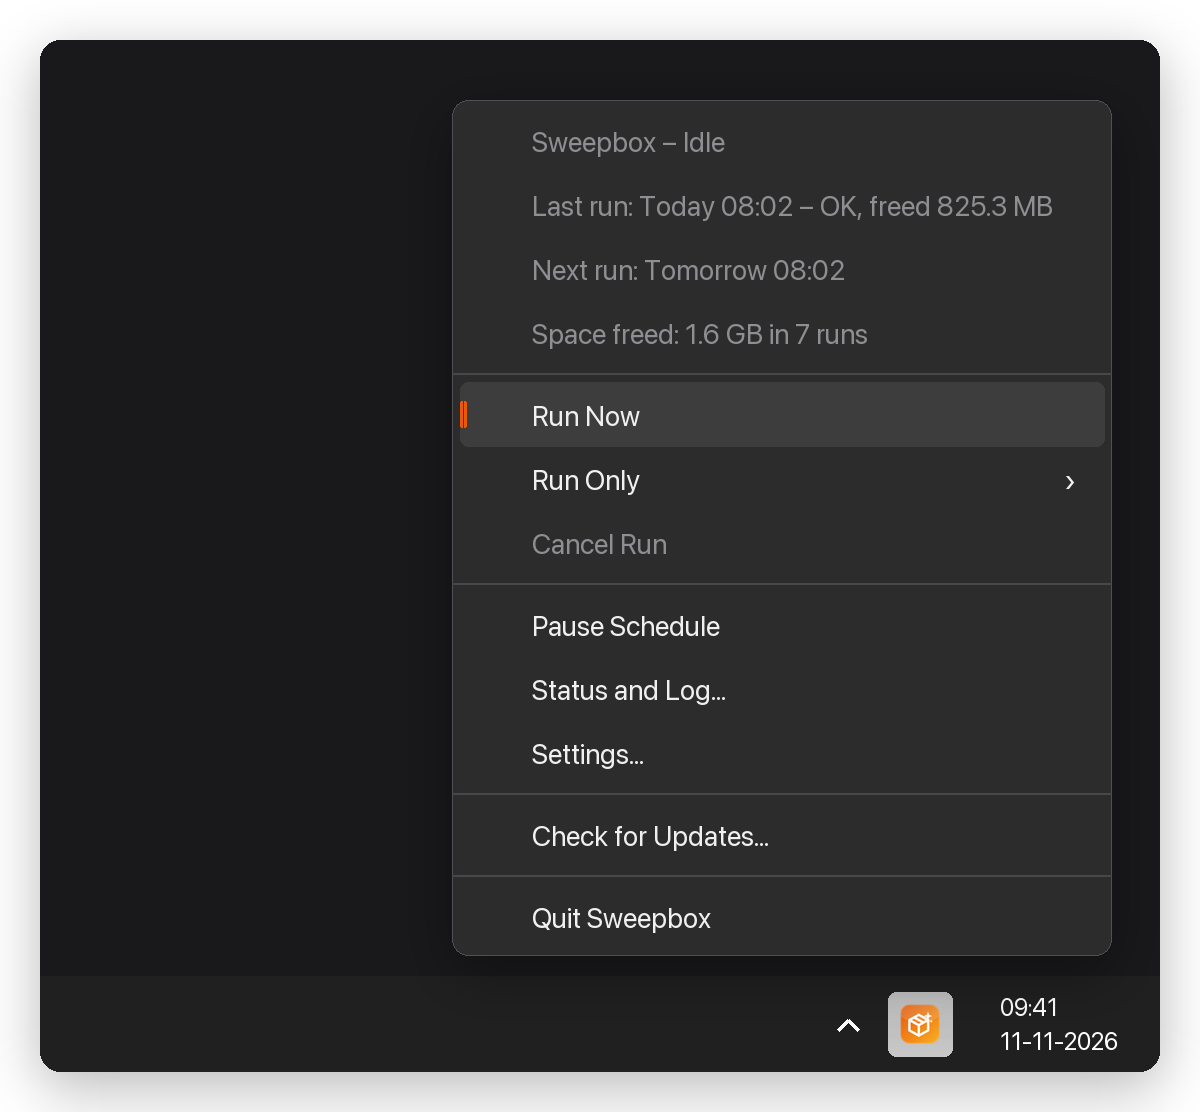 Sweepbox – Idle
Last run: Today 08:02 – OK, freed 825.3 MB
Next run: Tomorrow 08:02
Space freed: 1.6 GB in 7 runs
Run Now
Run Only
Cancel Run
Pause Schedule
Status and Log...
Settings...
Check for Updates...
Quit Sweepbox
09:41
11-11-2026